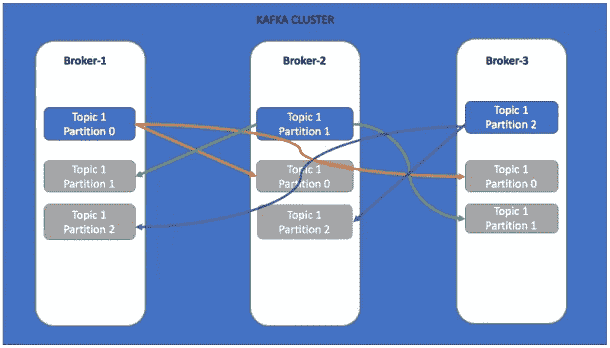 KAFKA CLUSTER
Broker-1
Topic 1
Partition 0
Topic 1
Partition 1
Topic 1
Partition 2
Broker-2
Topic 1
Partition 1
Topic 1
Partition 0
Topic 1
Partition 2
Broker-3
Topic 1
Partition 2
Topic 1
Partition 0
Topic 1
Partition 1